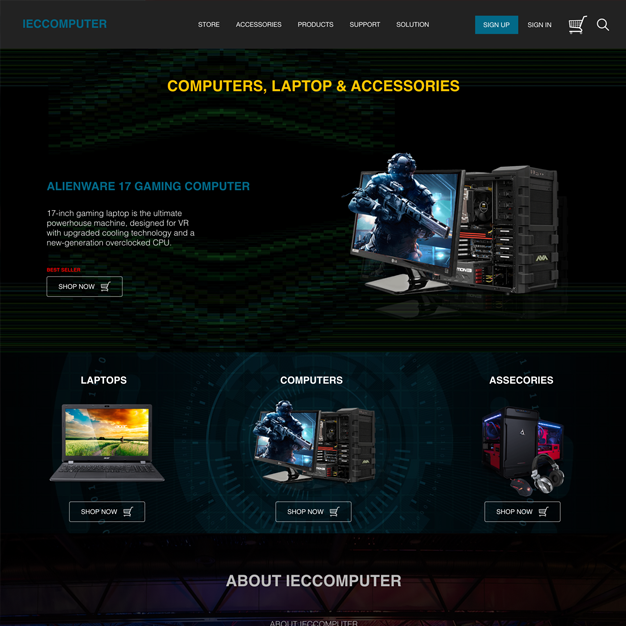 IECCOMPUTER
STORE ACCESSORIES PRODUCTS SUPPORT SOLUTION SIGN UP SIGN IN
COMPUTERS, LAPTOP & ACCESSORIES
ALIENWARE 17 GAMING COMPUTER
17-inch gaming laptop is the ultimate
powerhouse machine, designed for VR
with upgraded cooling technology and a
new-generation overclocked CPU.
BEST SELLER
SHOP NOW
AVA
LAPTOPS COMPUTERS ASSECORIES
SHOP NOW SHOP NOW SHOP NOW
ABOUT IECCOMPUTER
ABOUT IECCOMPUTER